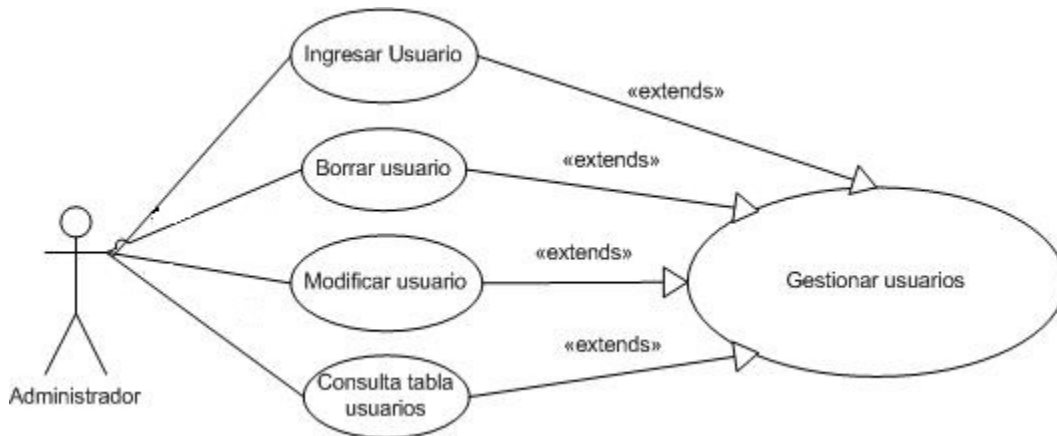 Ingresar Usuario
«extends»
Borrar usuario
«extends»
Modificar usuario
«extends»
Gestionar usuarios
«extends»
Consulta tabla
usuarios
Administrador